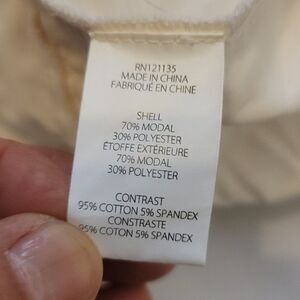 RN121135
MADE IN CHINA
FABRIQUÉ EN CHINE
SHELL
70% MODAL
30% POLYESTER
ÉTOFFE EXTÉRIEURE
70% MODAL
30% POLYESTER
CONTRAST
95% COTTON 5% SPANDEX
CONSTRASTE
95% COTTON 5% SPANDEX